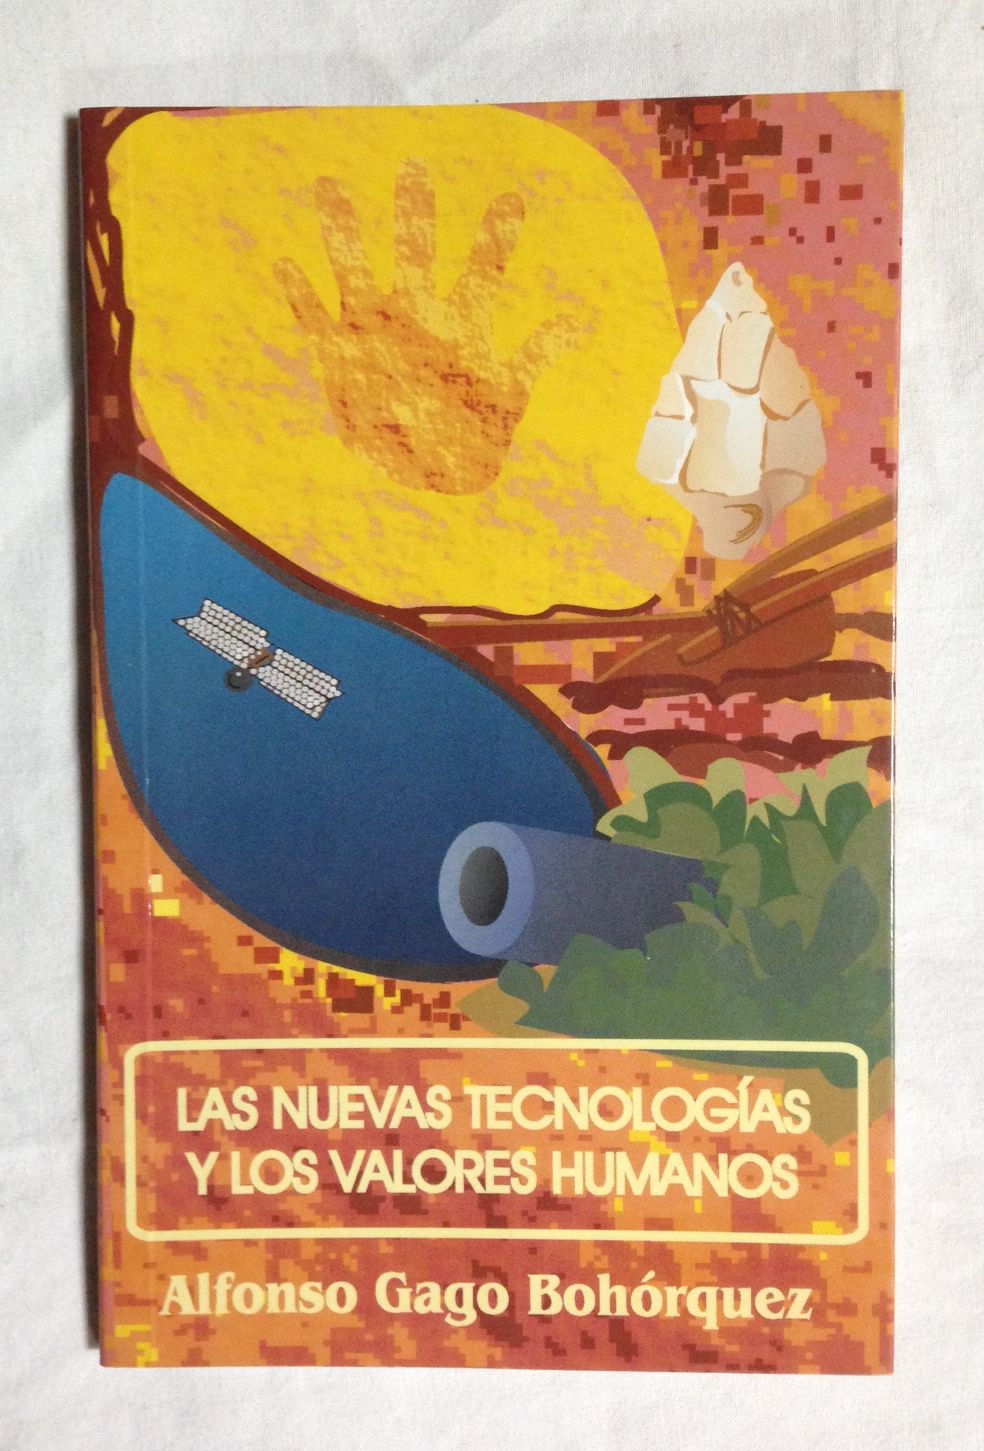 LAS NUEVAS TECNOLOGÍAS
Y LOS VALORES HUMANOS
Alfonso Gago Bohórquez